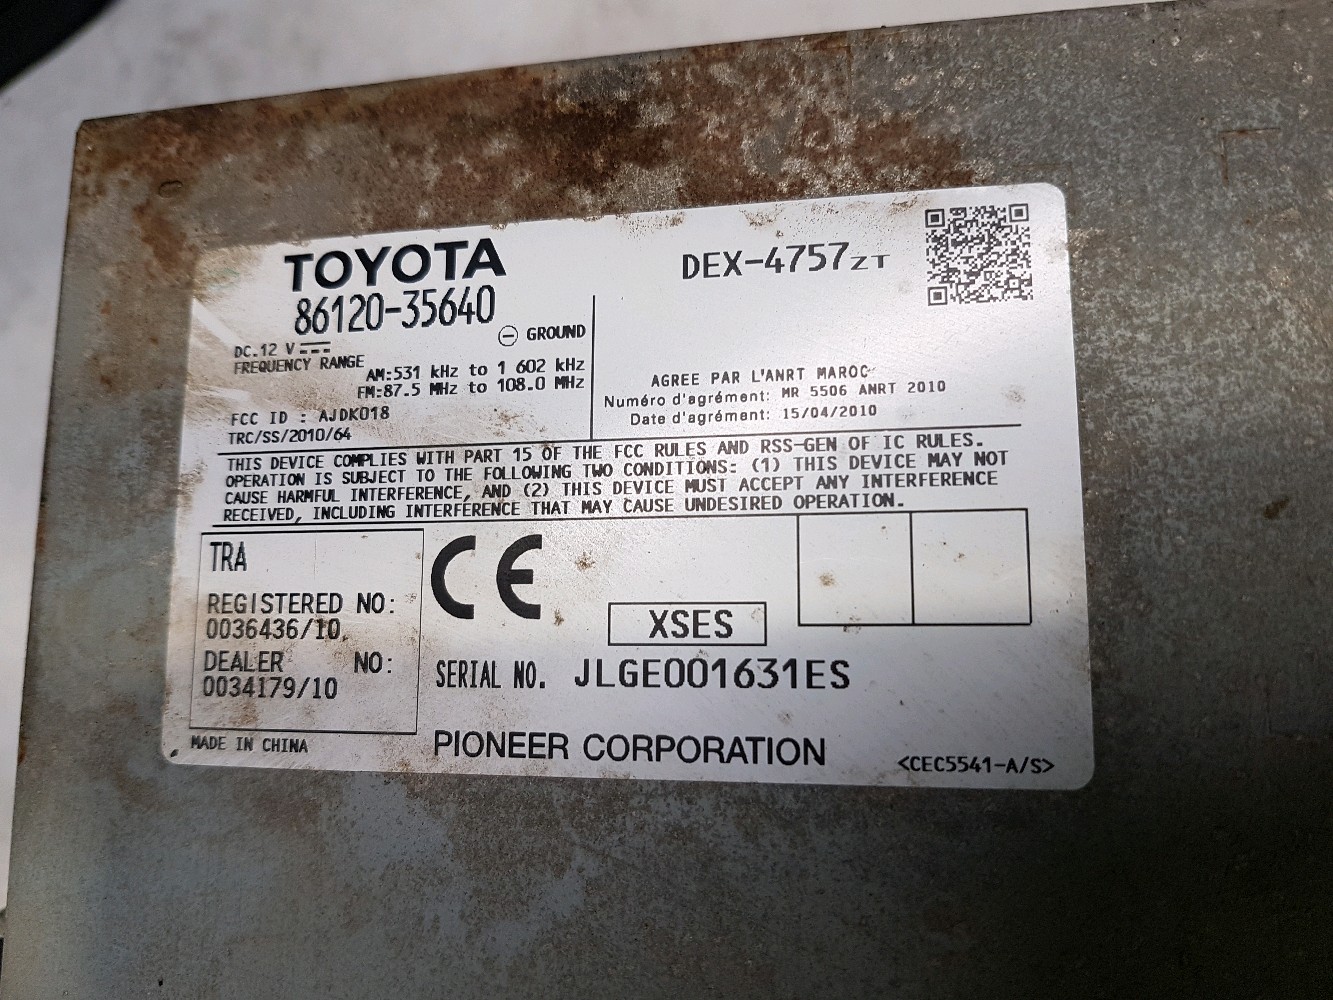 TOYOTA
86120-35640
DEX-4757ZT
⊖ GROUND
DC.12 V
FREQUENCY RANGE
AM:531 kHz to 1 602 kHz
FM:87.5 MHz to 108.0 MHz
FCC ID : AJDK018
TRC/SS/2010/64
AGREE PAR L'ANRT MAROC
Numéro d'agrément: MR 5506 ANRT 2010
Date d'agrément: 15/04/2010
THIS DEVICE COMPLIES WITH PART 15 OF THE FCC RULES AND RSS-GEN OF IC RULES.
OPERATION IS SUBJECT TO THE FOLLOWING TWO CONDITIONS: (1) THIS DEVICE MAY NOT
CAUSE HARMFUL INTERFERENCE, AND (2) THIS DEVICE MUST ACCEPT ANY INTERFERENCE
RECEIVED, INCLUDING INTERFERENCE THAT MAY CAUSE UNDESIRED OPERATION.
TRA
REGISTERED NO:
0036436/10
DEALER NO:
0034179/10
CE
XSES
SERIAL NO. JLGE001631ES
MADE IN CHINA
PIONEER CORPORATION
<CEC5541-A/S>